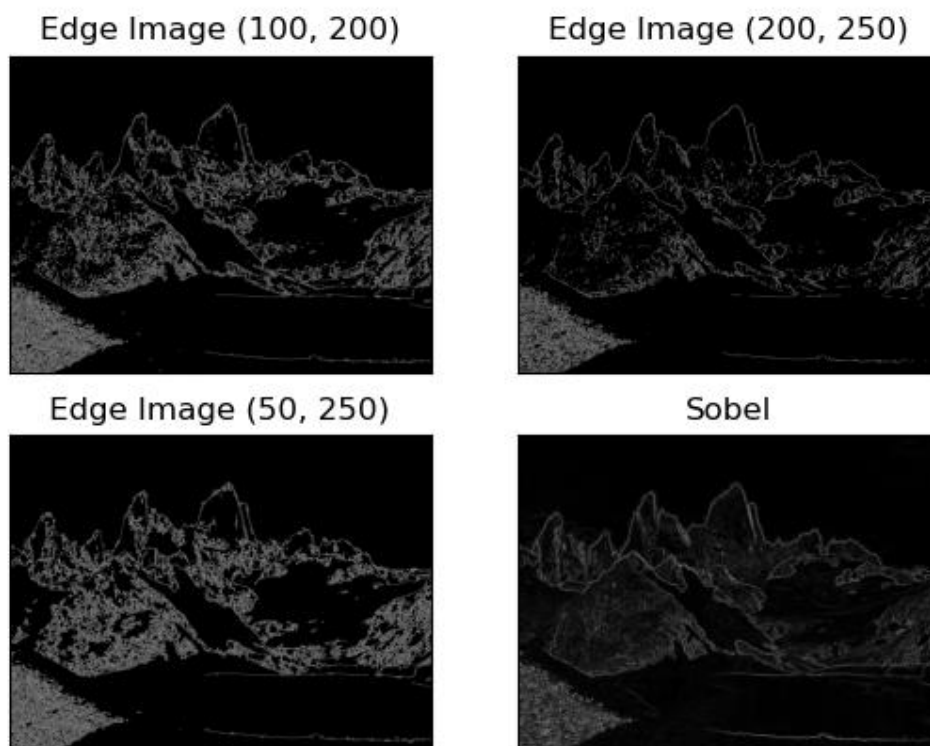 Edge Image (100, 200)
Edge Image (200, 250)
Edge Image (50, 250)
Sobel